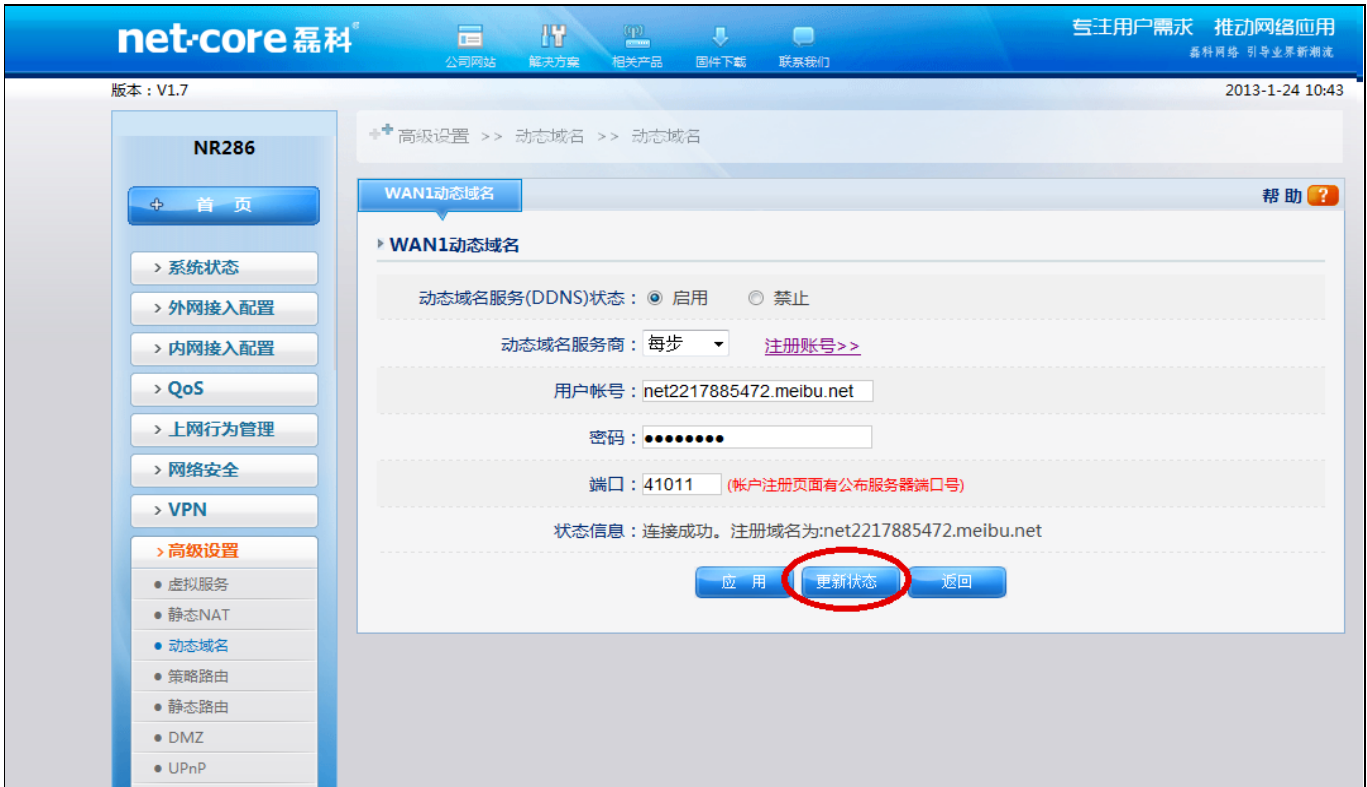 net·core 磊科®
公司网站 解决方案 相关产品 固件下载 联系我们
专注用户需求 推动网络应用
磊科网络 引导业界新潮流
版本：V1.7
2013-1-24 10:43
NR286
首 页
系统状态
外网接入配置
内网接入配置
QoS
上网行为管理
网络安全
VPN
高级设置
虚拟服务
静态NAT
动态域名
策略路由
静态路由
DMZ
UPnP
高级设置 >> 动态域名 >> 动态域名
WAN1动态域名
帮 助 ?
WAN1动态域名
动态域名服务(DDNS)状态： 启用 禁止
动态域名服务商： 每步 注册账号>>
用户帐号： net2217885472.meibu.net
密码： ●●●●●●●●
端口： 41011 (帐户注册页面有公布服务器端口号)
状态信息：连接成功。注册域名为:net2217885472.meibu.net
应 用 更新状态 返回